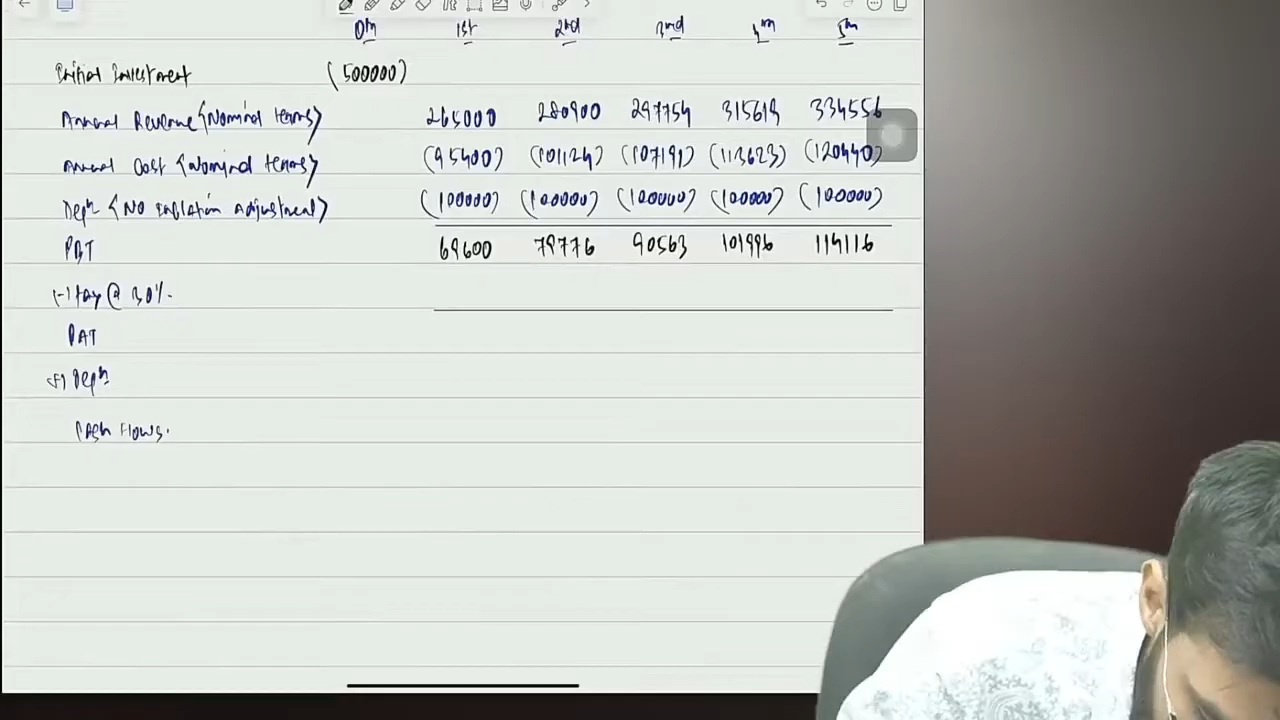 0th 1st 2nd 3rd 4th 5th
Initial Investment (500000)
Annual Revenue {Nominal terms} 265000 280900 297754 315619 334556
Annual Cost {Nominal terms} (95400) (101124) (107191) (113623) (120440)
Depn {No Inflation Adjustment} (100000) (100000) (100000) (100000) (100000)
PBT 69600 79776 90563 101996 114116
(-) Tax @ 30%.
PAT
(+) Depn
Cash Flows.